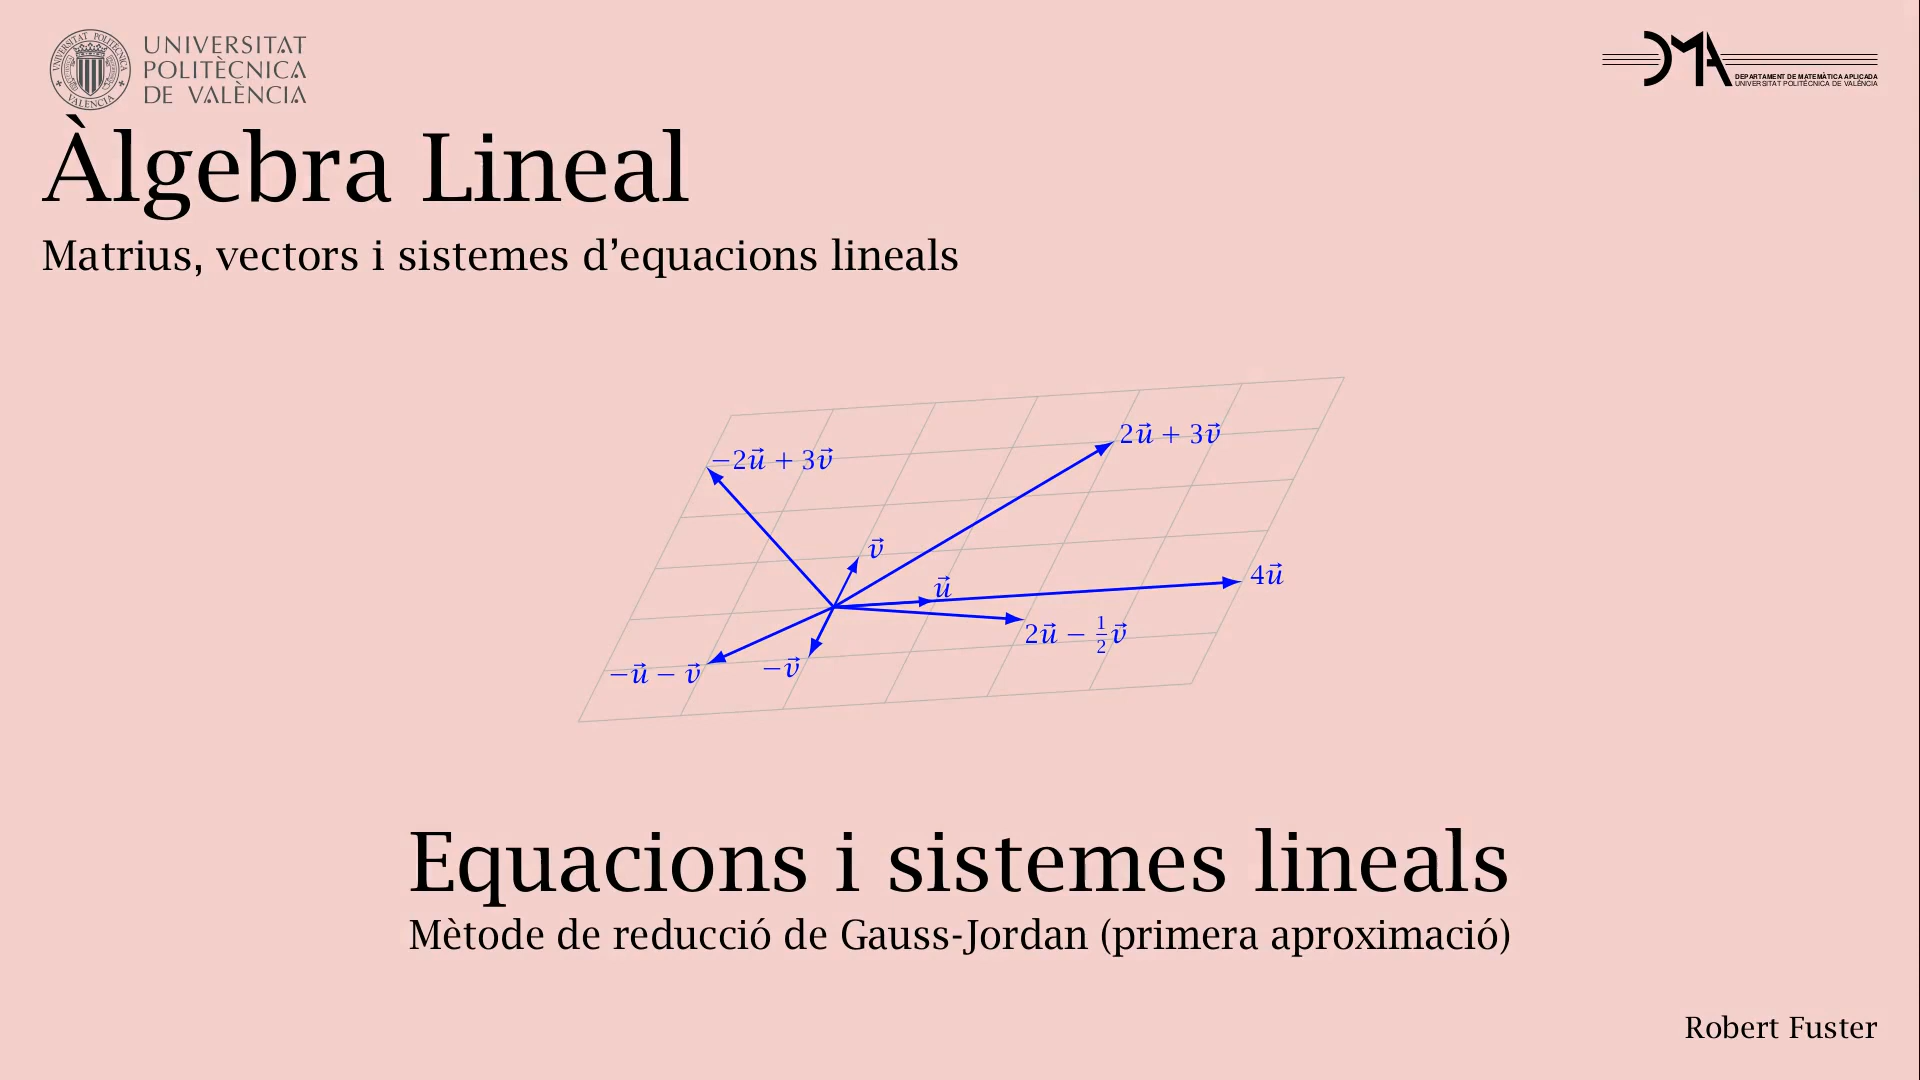 UNIVERSITAT
POLITÈCNICA
DE VALÈNCIA
DEPARTAMENT DE MATEMÀTICA APLICADA
UNIVERSITAT POLITÈCNICA DE VALÈNCIA
Àlgebra Lineal
Matrius, vectors i sistemes d’equacions lineals
2u⃗ + 3v⃗
−2u⃗ + 3v⃗
v⃗
u⃗
4u⃗
2u⃗ − 1/2 v⃗
−u⃗ − v⃗
−v⃗
Equacions i sistemes lineals
Mètode de reducció de Gauss-Jordan (primera aproximació)
Robert Fuster